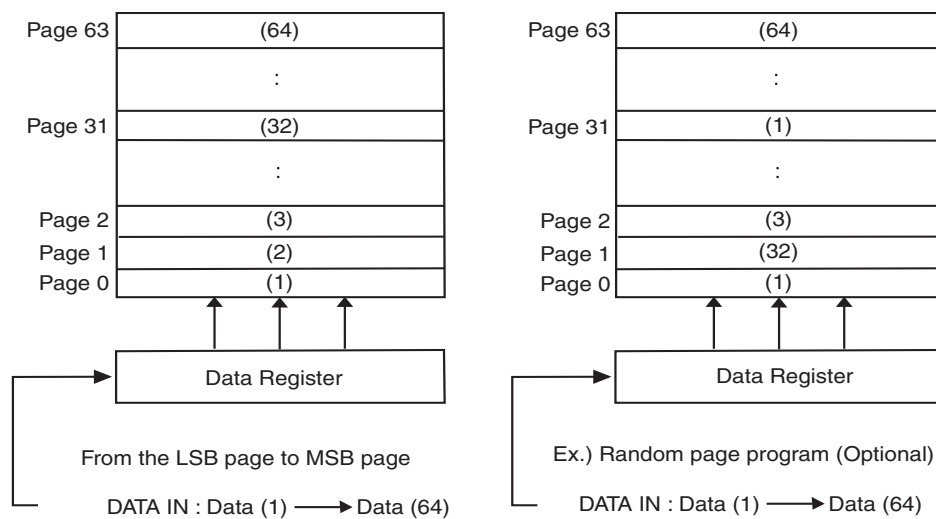 Page 63 (64)
:
Page 31 (32)
:
Page 2 (3)
Page 1 (2)
Page 0 (1)
Data Register
From the LSB page to MSB page
DATA IN : Data (1) Data (64)
Page 63 (64)
:
Page 31 (1)
:
Page 2 (3)
Page 1 (32)
Page 0 (1)
Data Register
Ex.) Random page program (Optional)
DATA IN : Data (1) Data (64)